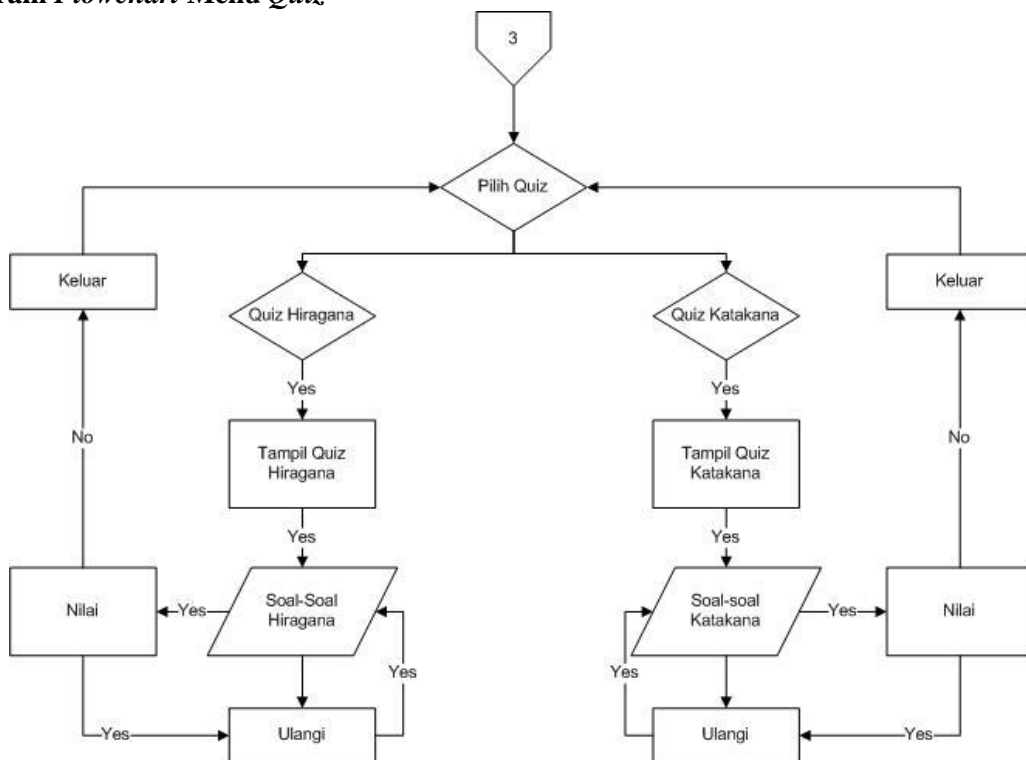 Flowchart Menu Quiz
3
Pilih Quiz
Keluar
Keluar
Quiz Hiragana
Quiz Katakana
Yes
Yes
No
No
Tampil Quiz
Hiragana
Tampil Quiz
Katakana
Yes
Yes
Nilai
Yes
Soal-Soal
Hiragana
Soal-soal
Katakana
Yes
Nilai
Yes
Yes
Yes
Ulangi
Ulangi
Yes